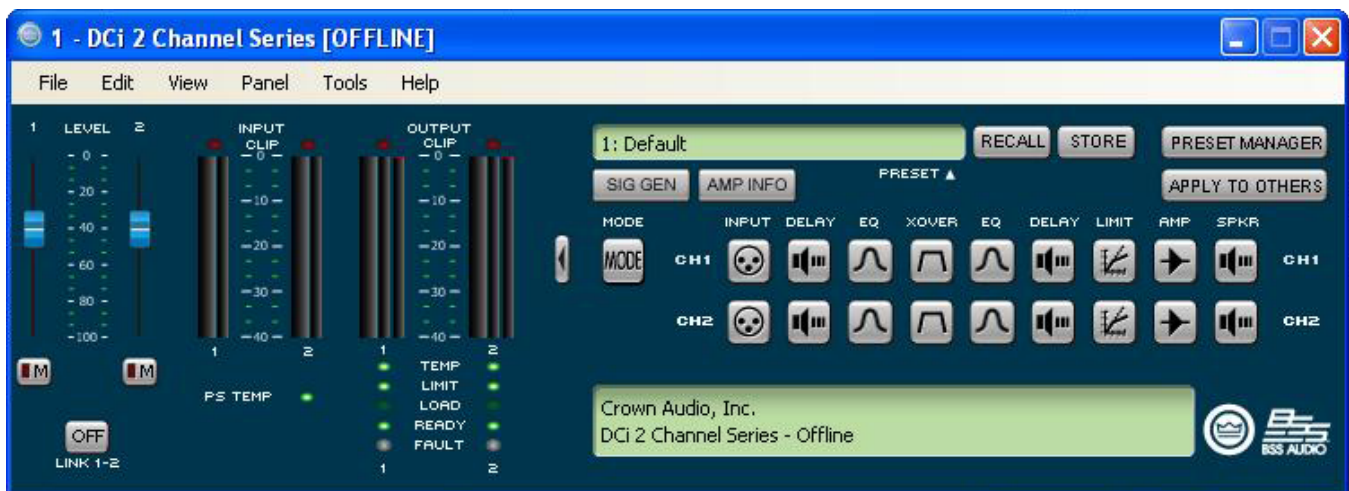 1 - DCi 2 Channel Series [OFFLINE]
File Edit View Panel Tools Help
1 LEVEL 2
- 0 -
- 20 -
- 40 -
- 60 -
- 80 -
-100-
M M
OFF
LINK 1-2
INPUT
CLIP
-0-
-10-
-20-
-30-
-40-
1 2
PS TEMP
OUTPUT
CLIP
-0-
-10-
-20-
-30-
-40-
1 2
TEMP
LIMIT
LOAD
READY
FAULT
1 2
1: Default RECALL STORE PRESET MANAGER
PRESET ▲
SIG GEN AMP INFO APPLY TO OTHERS
MODE INPUT DELAY EQ XOVER EQ DELAY LIMIT AMP SPKR
MODE CH1 CH1
CH2 CH2
Crown Audio, Inc.
DCi 2 Channel Series - Offline
BSS
BSS AUDIO